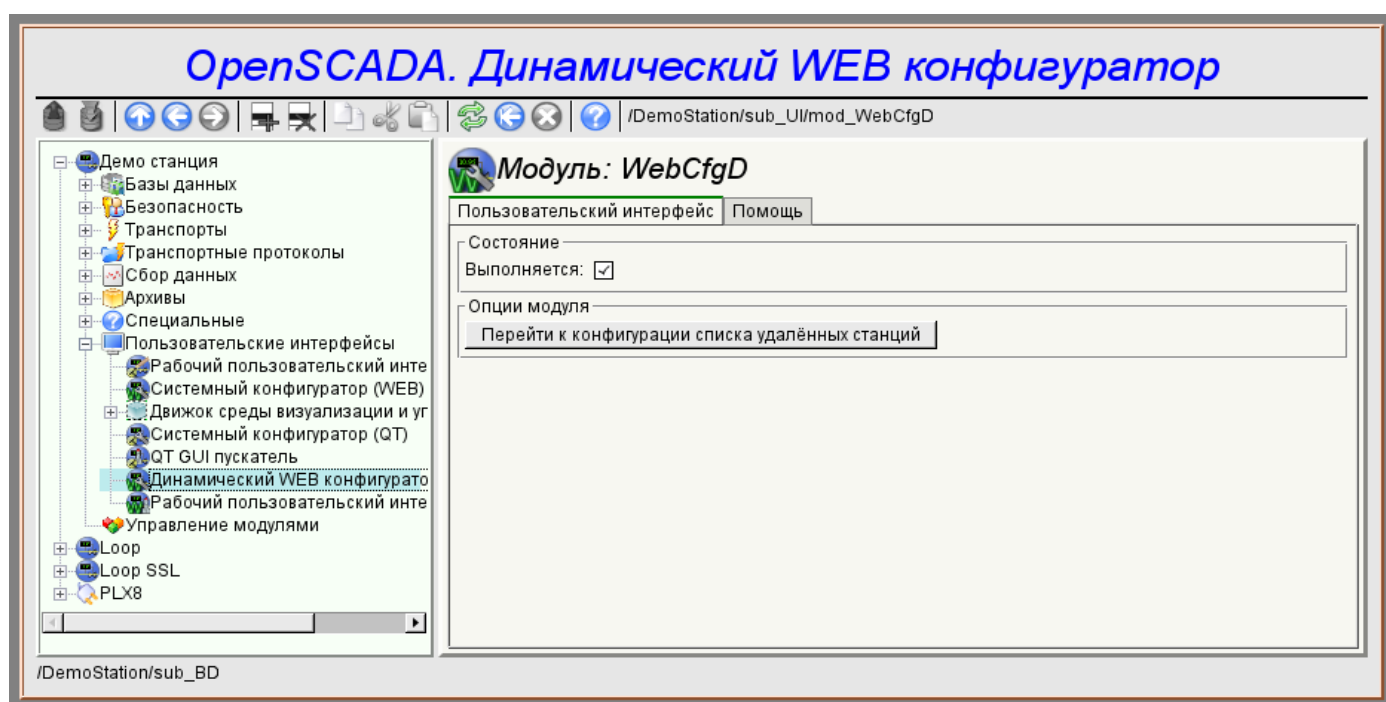 OpenSCADA. Динамический WEB конфигуратор
/DemoStation/sub_UI/mod_WebCfgD
Демо станция
Базы данных
Безопасность
Транспорты
Транспортные протоколы
Сбор данных
Архивы
Специальные
Пользовательские интерфейсы
Рабочий пользовательский инте
Системный конфигуратор (WEB)
Движок среды визуализации и уг
Системный конфигуратор (QT)
QT GUI пускатель
Динамический WEB конфигурато
Рабочий пользовательский инте
Управление модулями
Loop
Loop SSL
PLX8
Модуль: WebCfgD
Пользовательский интерфейс Помощь
Состояние
Выполняется:
Опции модуля
Перейти к конфигурации списка удалённых станций
/DemoStation/sub_BD